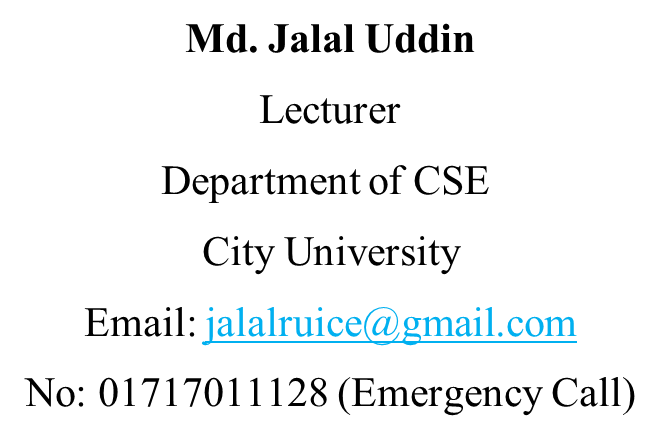 Md. Jalal Uddin
Lecturer
Department of CSE
City University
Email: jalalruice@gmail.com
No: 01717011128 (Emergency Call)